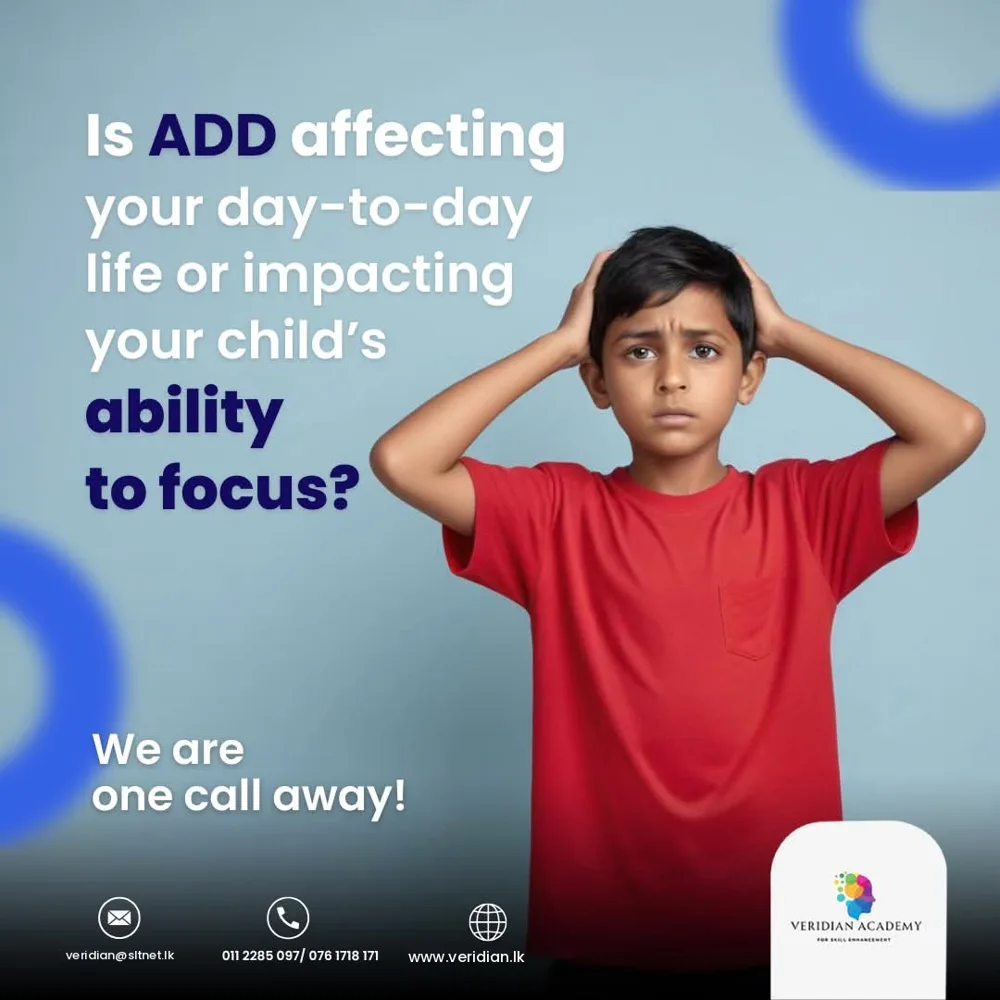 Is ADD affecting
your day-to-day
life or impacting
your child's
ability
to focus?
We are
one call away!
veridian@sltnet.lk
011 2285 097/ 076 1718 171
www.veridian.lk
VERIDIAN ACADEMY
FOR SKILL ENHANCEMENT